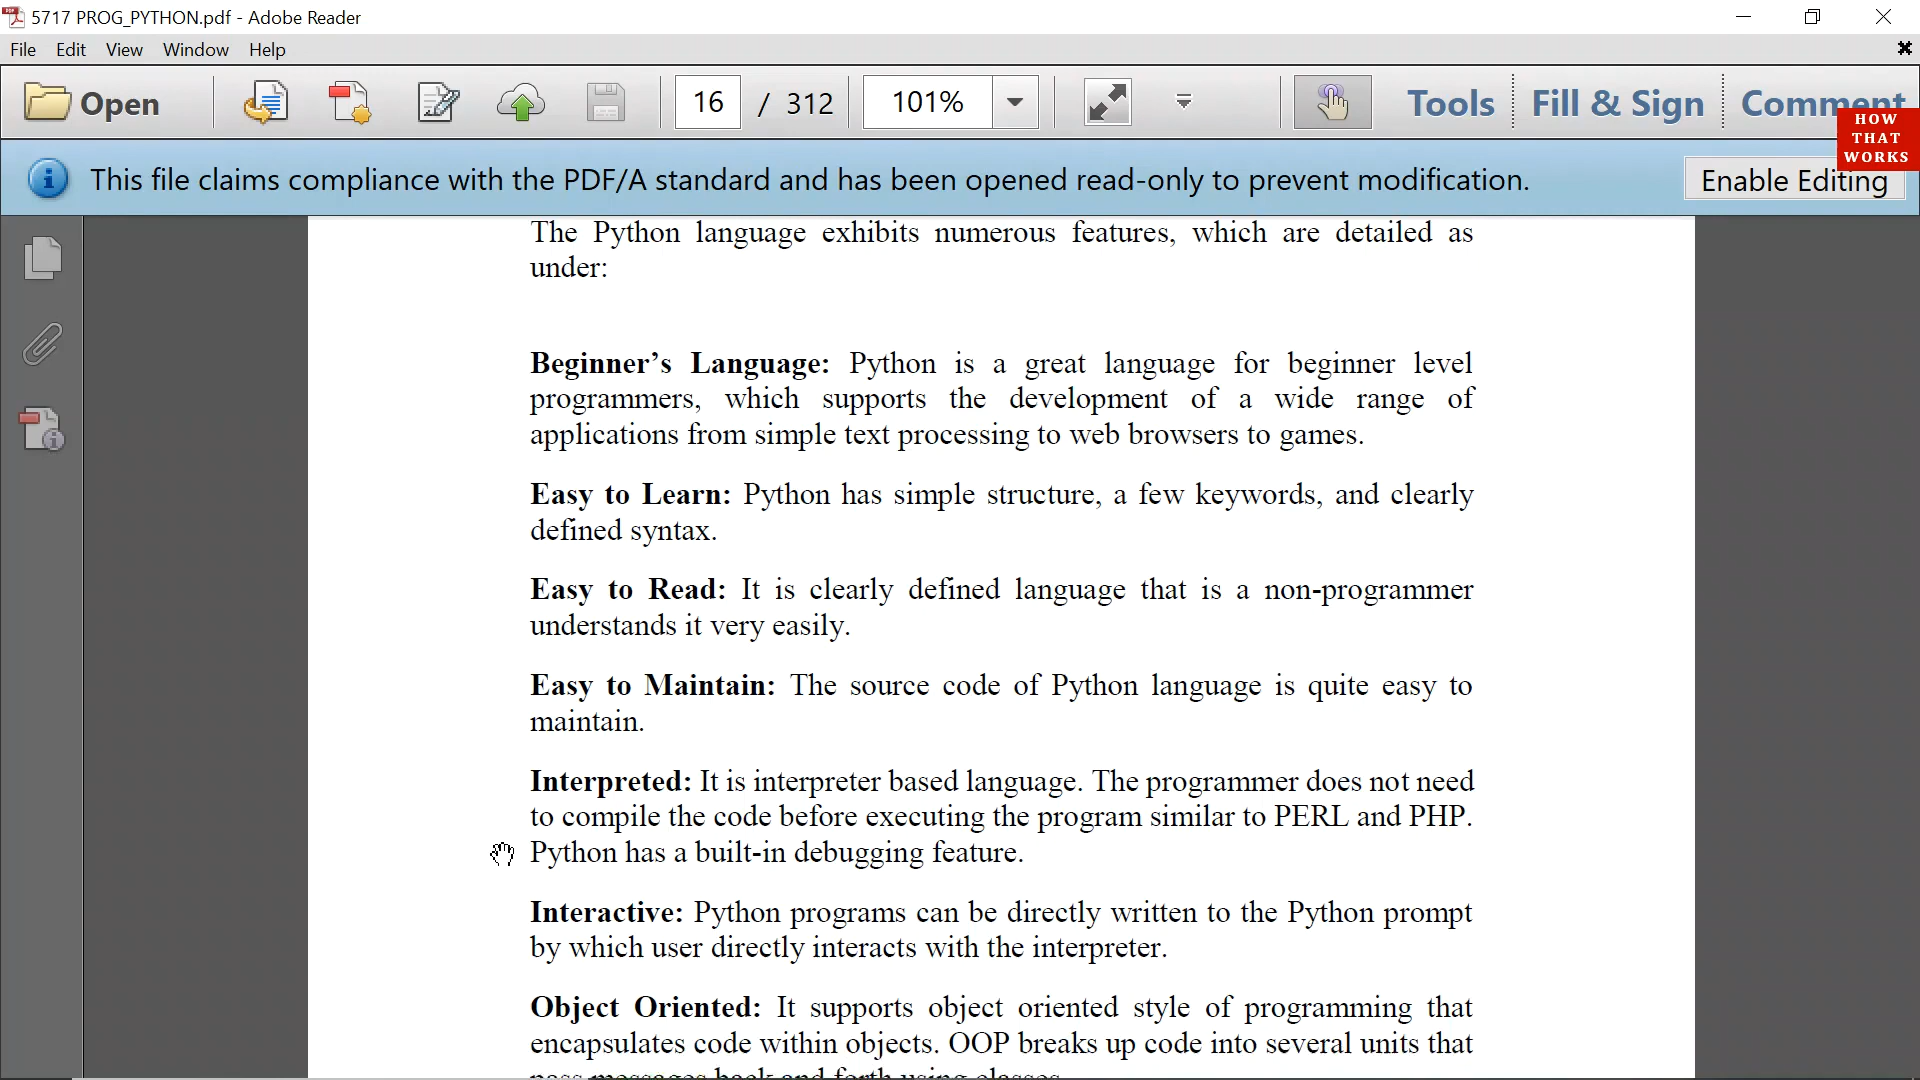 5717 PROG_PYTHON.pdf - Adobe Reader
File Edit View Window Help
Open 16 / 312 101% Tools Fill & Sign Comment
HOW
THAT
WORKS
This file claims compliance with the PDF/A standard and has been opened read-only to prevent modification. Enable Editing
The Python language exhibits numerous features, which are detailed as
under:
Beginner’s Language: Python is a great language for beginner level
programmers, which supports the development of a wide range of
applications from simple text processing to web browsers to games.
Easy to Learn: Python has simple structure, a few keywords, and clearly
defined syntax.
Easy to Read: It is clearly defined language that is a non-programmer
understands it very easily.
Easy to Maintain: The source code of Python language is quite easy to
maintain.
Interpreted: It is interpreter based language. The programmer does not need
to compile the code before executing the program similar to PERL and PHP.
Python has a built-in debugging feature.
Interactive: Python programs can be directly written to the Python prompt
by which user directly interacts with the interpreter.
Object Oriented: It supports object oriented style of programming that
encapsulates code within objects. OOP breaks up code into several units that
pass messages back and forth using classes.